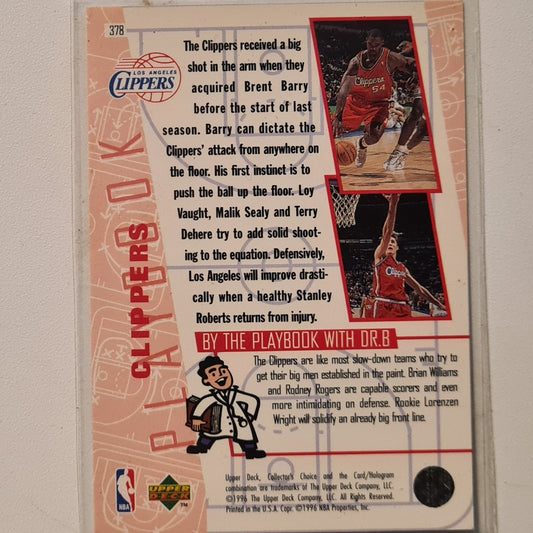 378
LOS ANGELES
CLIPPERS
The Clippers received a big
shot in the arm when they
acquired Brent Barry
before the start of last
season. Barry can dictate the
Clippers' attack from anywhere on
the floor. His first instinct is to
push the ball up the floor. Loy
Vaught, Malik Sealy and Terry
Dehere try to add solid shoot-
ing to the equation. Defensively,
Los Angeles will improve drasti-
cally when a healthy Stanley
Roberts returns from injury.
Clippers
54
Clippers
CLIPPERS
PLAYBOOK
BY THE PLAYBOOK WITH DR.B
The Clippers are like most slow-down teams who try to
get their big men established in the paint. Brian Williams
and Rodney Rogers are capable scorers and even
more intimidating on defense. Rookie Lorenzen
Wright will solidify an already big front line.
NBA
UPPER
DECK
TM
Upper Deck, Collector's Choice and the Card/Hologram
combination are trademarks of The Upper Deck Company, LLC.
©1996 The Upper Deck Company, LLC. All Rights Reserved.
Printed in the U.S.A. Copr. ©1996 NBA Properties, Inc.